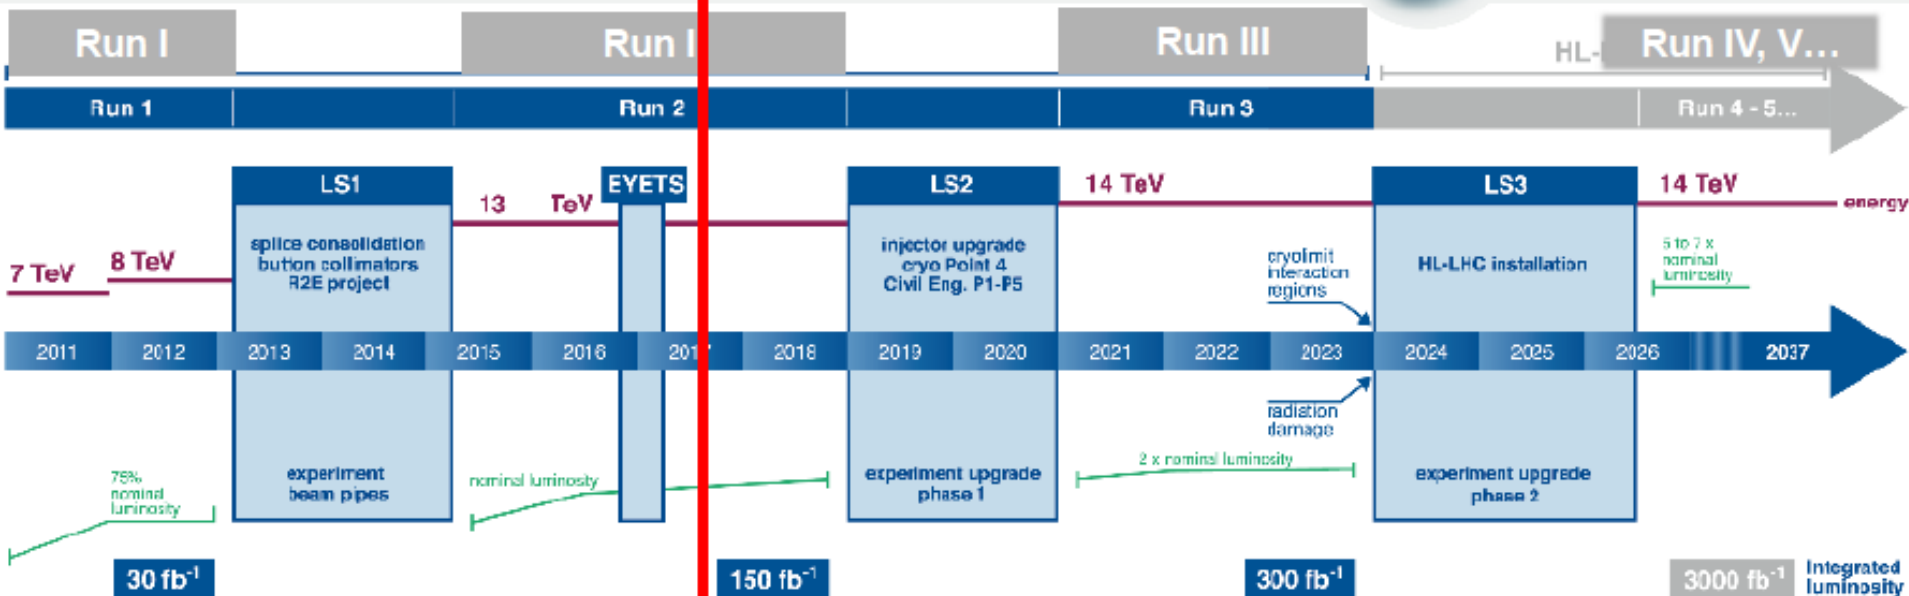 Run I
Run I
Run III
HL-
Run IV, V...
Run 1
Run 2
Run 3
Run 4 - 5...
LS1
EYETS
LS2
14 TeV
LS3
14 TeV
energy
13 TeV
7 TeV
8 TeV
splice consolidation
button collimators
R2E project
injector upgrade
cryo Point 4
Civil Eng. P1-P5
cryolimit
interaction
regions
HL-LHC installation
5 to 7 x
nominal
luminosity
2011 2012 2013 2014 2015 2016 2017 2018 2019 2020 2021 2022 2023 2024 2025 2026 2037
radiation
damage
75%
nominal
luminosity
experiment
beam pipes
nominal luminosity
experiment upgrade
phase 1
2 x nominal luminosity
experiment upgrade
phase 2
30 fb⁻¹
150 fb⁻¹
300 fb⁻¹
3000 fb⁻¹
Integrated
luminosity